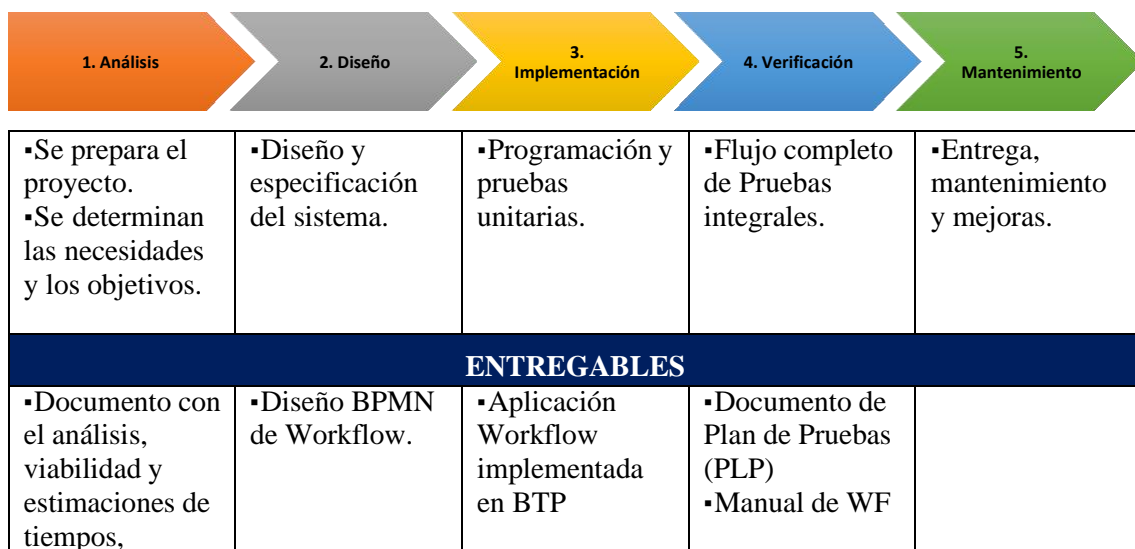 1. Análisis
2. Diseño
3.
Implementación
4. Verificación
5.
Mantenimiento
▪Se prepara el
proyecto.
▪Se determinan
las necesidades
y los objetivos.
▪Diseño y
especificación
del sistema.
▪Programación y
pruebas
unitarias.
▪Flujo completo
de Pruebas
integrales.
▪Entrega,
mantenimiento
y mejoras.
ENTREGABLES
▪Documento con
el análisis,
viabilidad y
estimaciones de
tiempos,
▪Diseño BPMN
de Workflow.
▪Aplicación
Workflow
implementada
en BTP
▪Documento de
Plan de Pruebas
(PLP)
▪Manual de WF